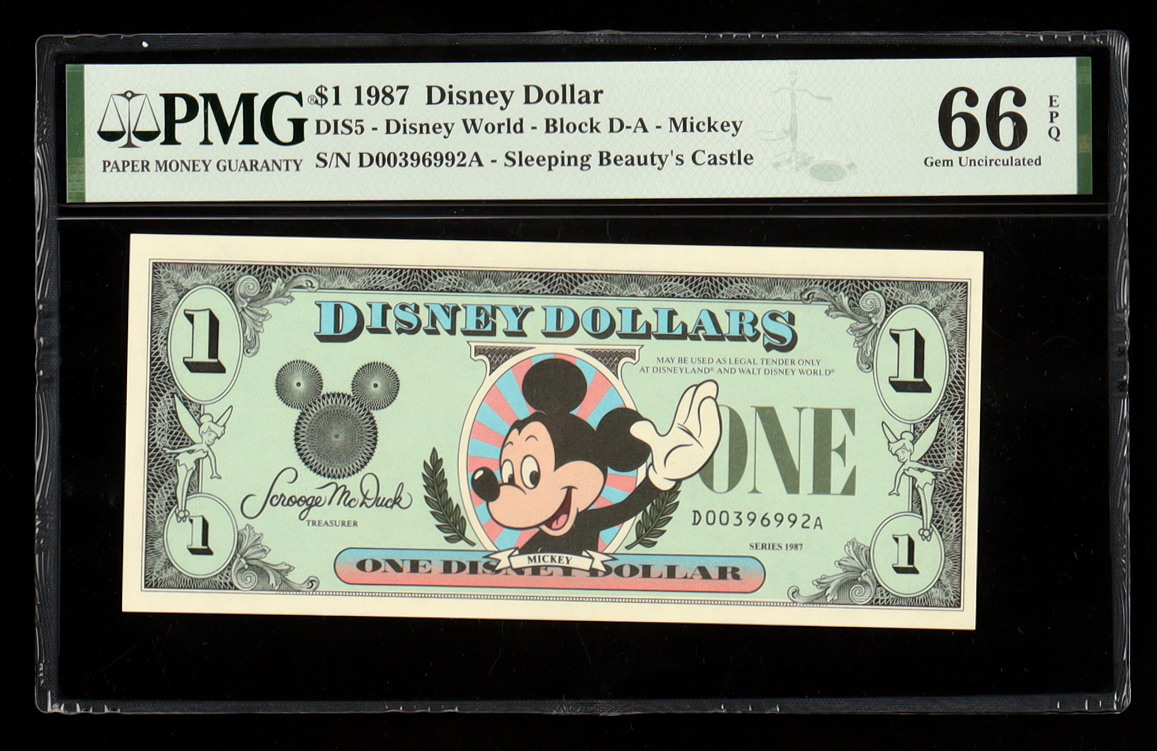 PMG®
PAPER MONEY GUARANTY
$1 1987 Disney Dollar
DIS5 - Disney World - Block D-A - Mickey
S/N D00396992A - Sleeping Beauty's Castle
66
EPQ
Gem Uncirculated
1
1
DISNEY DOLLARS
MAY BE USED AS LEGAL TENDER ONLY
AT DISNEYLAND® AND WALT DISNEY WORLD®
ONE
Scrooge McDuck
TREASURER
D00396992A
SERIES 1987
1
1
MICKEY
ONE DISNEY DOLLAR